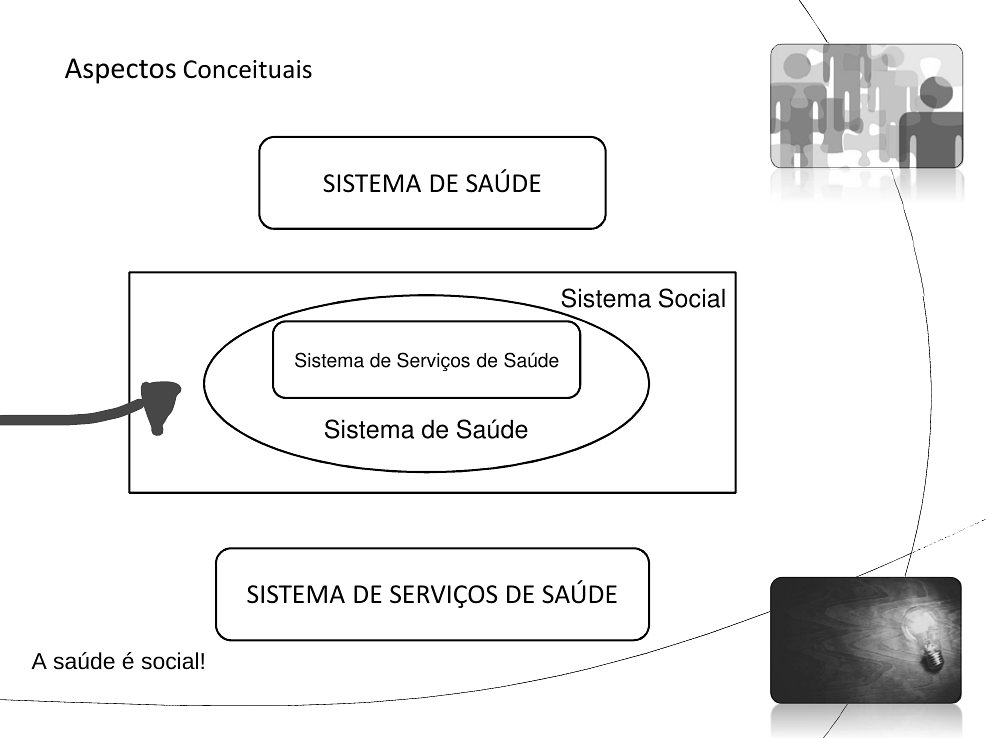 Aspectos Conceituais
SISTEMA DE SAÚDE
Sistema Social
Sistema de Serviços de Saúde
Sistema de Saúde
SISTEMA DE SERVIÇOS DE SAÚDE
A saúde é social!